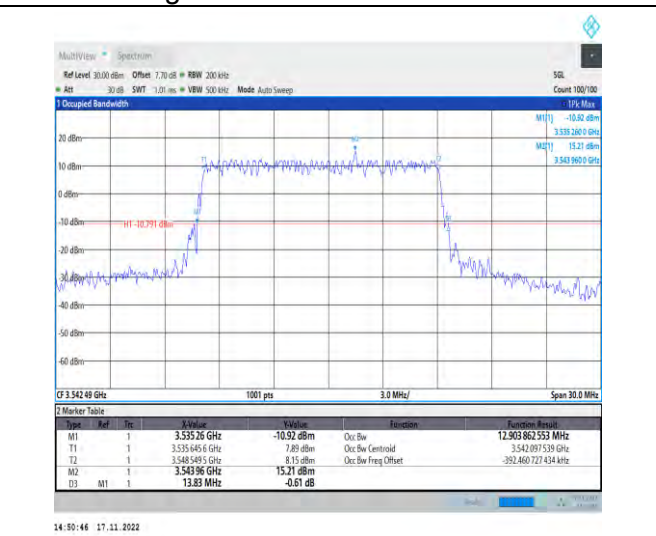 MultiView Spectrum
Ref Level 30.00 dBm Offset 7.70 dB RBW 200 kHz SGL
Att 30 dB SWT 1.01 ms VBW 500 kHz Mode Auto Sweep Count 100/100
1 Occupied Bandwidth 1Pk Max
M1[1] -10.92 dBm
3.535 260 0 GHz
M2[1] 15.21 dBm
3.543 960 0 GHz
20 dBm
10 dBm
0 dBm
-10 dBm
H1 -10.791 dBm
-20 dBm
-30 dBm
-40 dBm
-50 dBm
-60 dBm
T1
M2
T2
CF 3.542 49 GHz 1001 pts 3.0 MHz/ Span 30.0 MHz
2 Marker Table
Type Ref Trc X-Value Y-Value Function Function Result
M1 1 3.535 26 GHz -10.92 dBm Occ Bw 12.903 862 553 MHz
T1 1 3.535 645 6 GHz 7.89 dBm Occ Bw Centroid 3.542 097 539 GHz
T2 1 3.548 549 5 GHz 8.15 dBm Occ Bw Freq Offset -392.460 727 434 kHz
M2 1 3.543 96 GHz 15.21 dBm
D3 M1 1 13.83 MHz -0.61 dB
14:50:46 17.11.2022